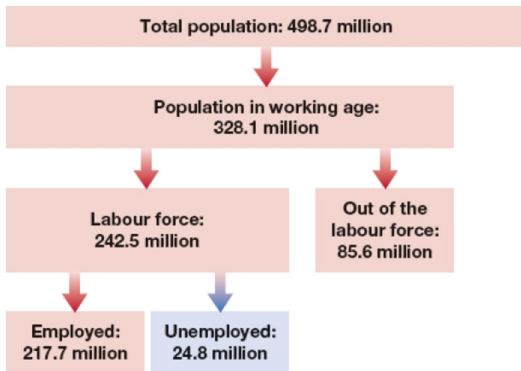 Total population: 498.7 million
Population in working age:
328.1 million
Labour force:
242.5 million
Out of the
labour force:
85.6 million
Employed:
217.7 million
Unemployed:
24.8 million